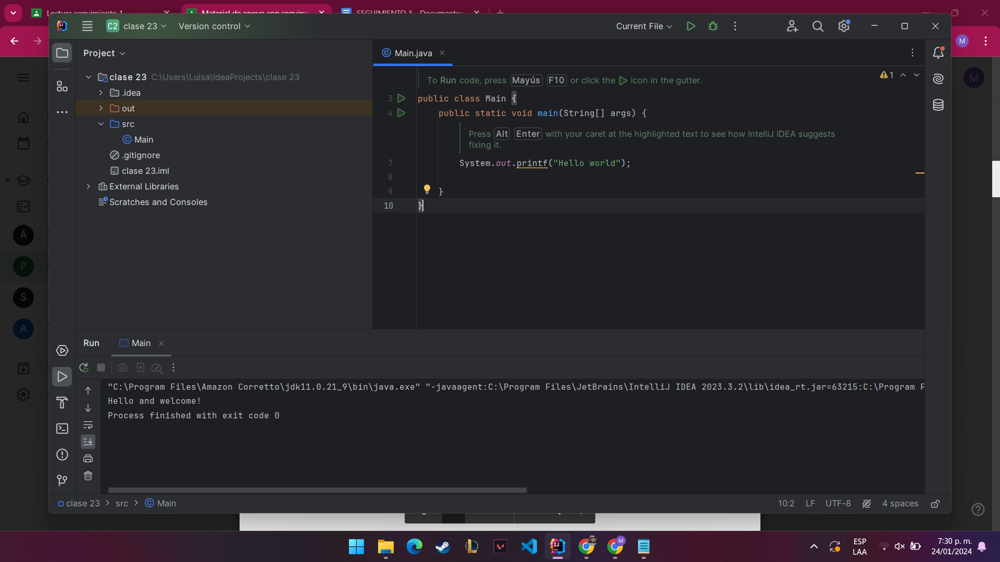 Lectura seguimiento 1
Material de apoyo con seguimi
SEGUIMIENTO 1 - Documentos
C2 clase 23
Version control
Current File
M
Project
Main.java
clase 23 C:\Users\Luisa\IdeaProjects\clase 23
.idea
out
src
Main
.gitignore
clase 23.iml
External Libraries
Scratches and Consoles
To Run code, press Mayús F10 or click the icon in the gutter.
1
3 public class Main {
4 public static void main(String[] args) {
Press Alt Enter with your caret at the highlighted text to see how IntelliJ IDEA suggests
fixing it.
7 System.out.printf("Hello world");
8
9 }
10 }
M
Á
P
S
A
Run
Main
"C:\Program Files\Amazon Corretto\jdk11.0.21_9\bin\java.exe" "-javaagent:C:\Program Files\JetBrains\IntelliJ IDEA 2023.3.2\lib\idea_rt.jar=63215:C:\Program F
Hello and welcome!
Process finished with exit code 0
clase 23 > src > Main
10:2
LF
UTF-8
4 spaces
M
ESP
LAA
7:30 p. m.
24/01/2024